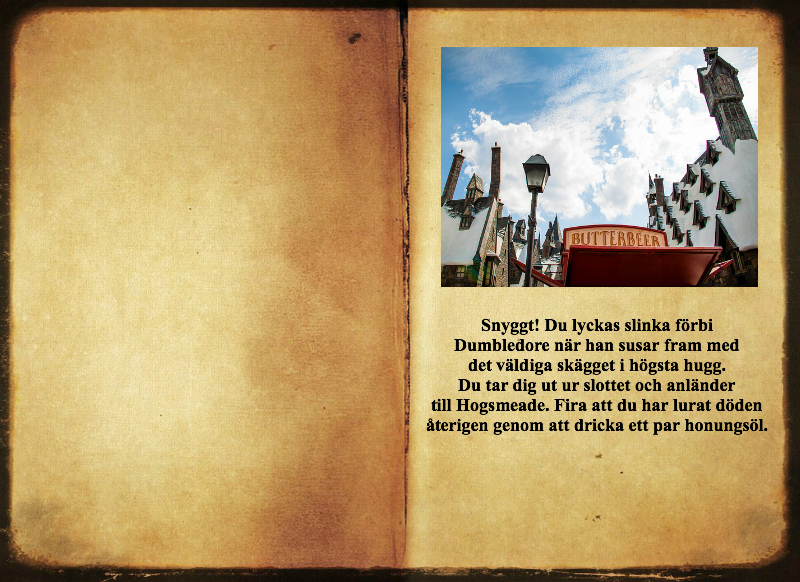 BUTTERBEER
Snyggt! Du lyckas slinka förbi
Dumbledore när han susar fram med
det väldiga skägget i högsta hugg.
Du tar dig ut ur slottet och anländer
till Hogsmeade. Fira att du har lurat döden
återigen genom att dricka ett par honungsöl.